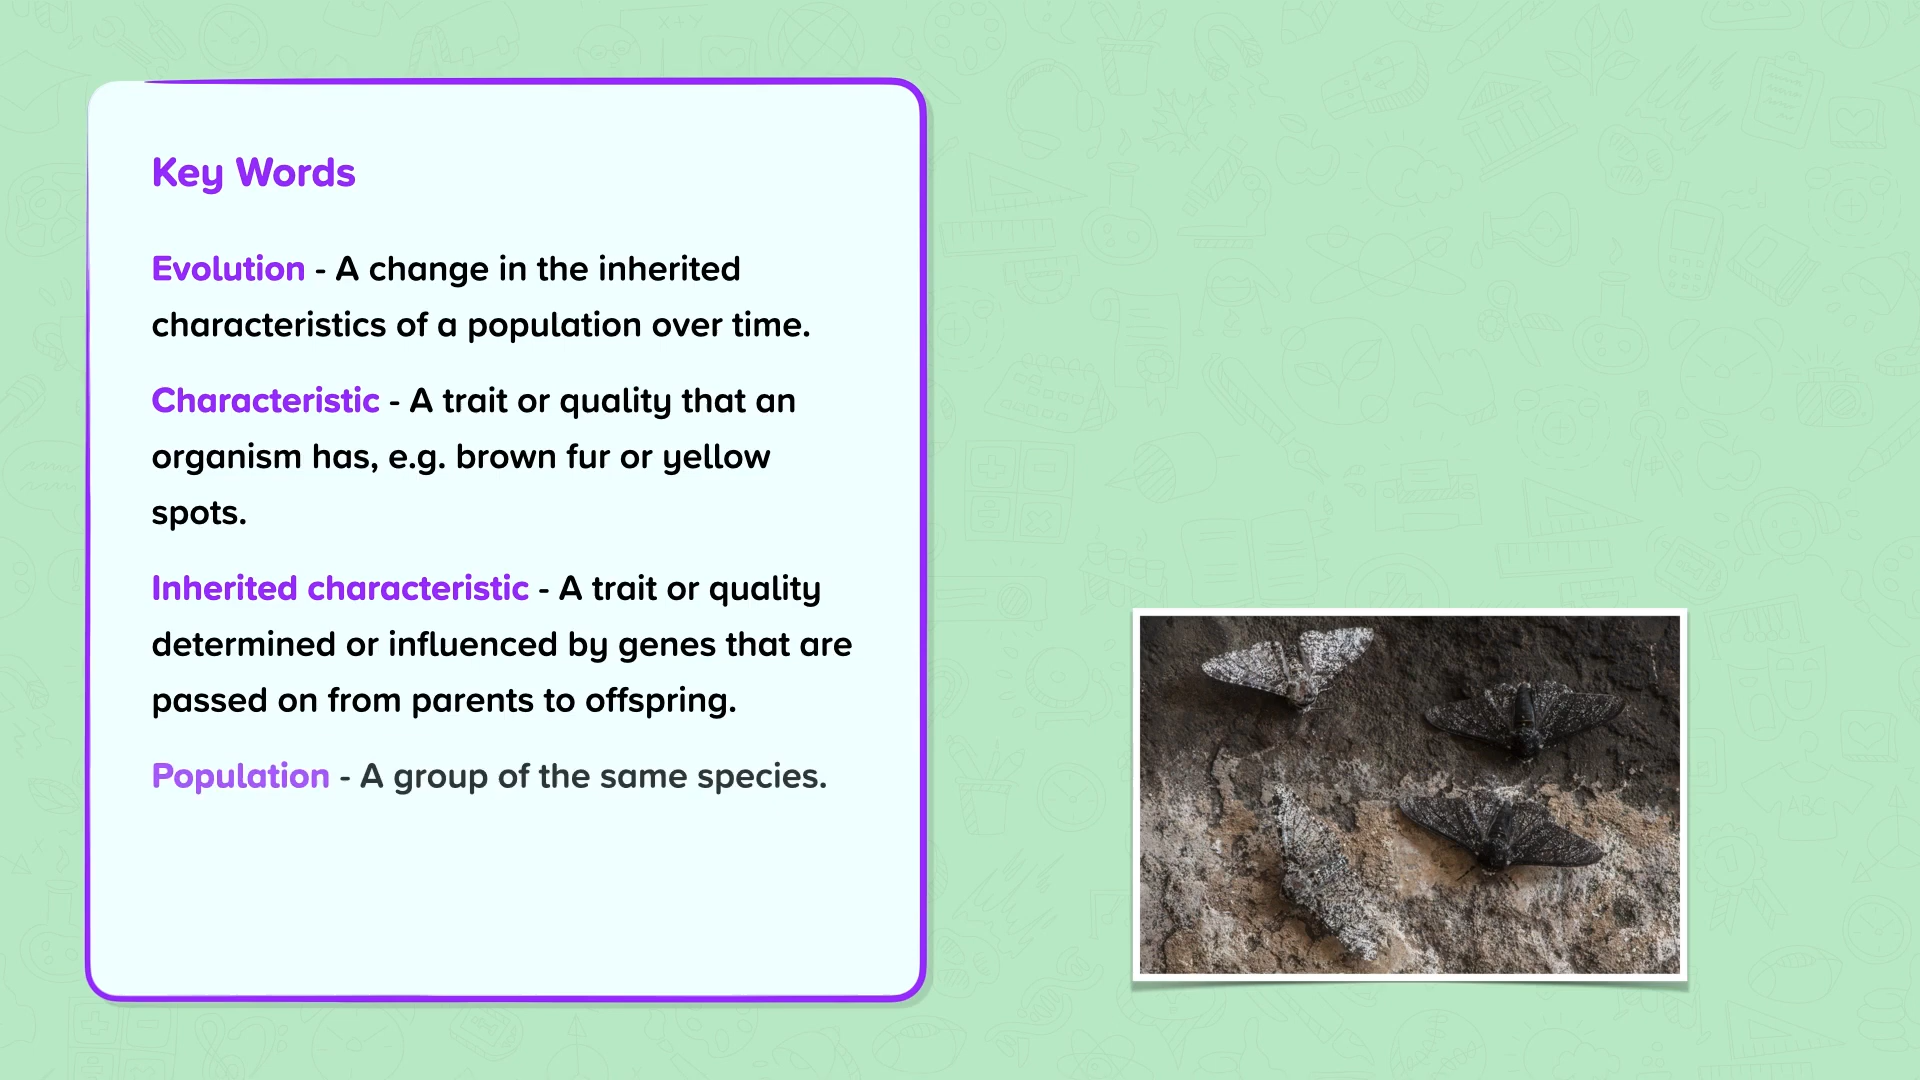 Key Words
Evolution - A change in the inherited
characteristics of a population over time.
Characteristic - A trait or quality that an
organism has, e.g. brown fur or yellow
spots.
Inherited characteristic - A trait or quality
determined or influenced by genes that are
passed on from parents to offspring.
Population - A group of the same species.